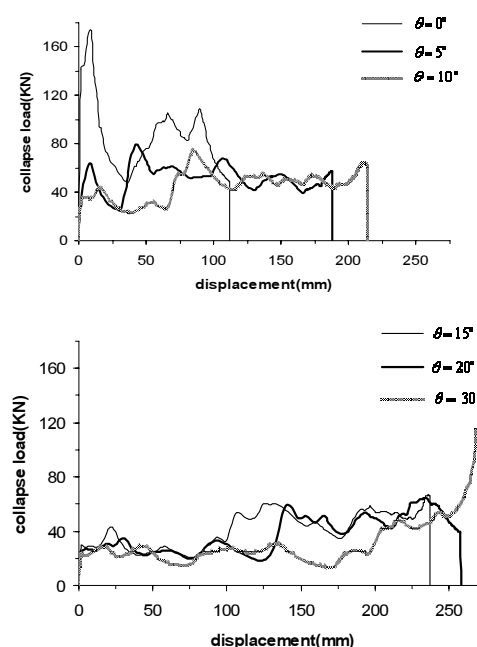 160
120
80
40
0
collapse load(KN)
θ = 0°
θ = 5°
θ = 10°
0 50 100 150 200 250
displacement(mm)
160
120
80
40
0
collapse load(KN)
θ = 15°
θ = 20°
θ = 30
0 50 100 150 200 250
displacement(mm)